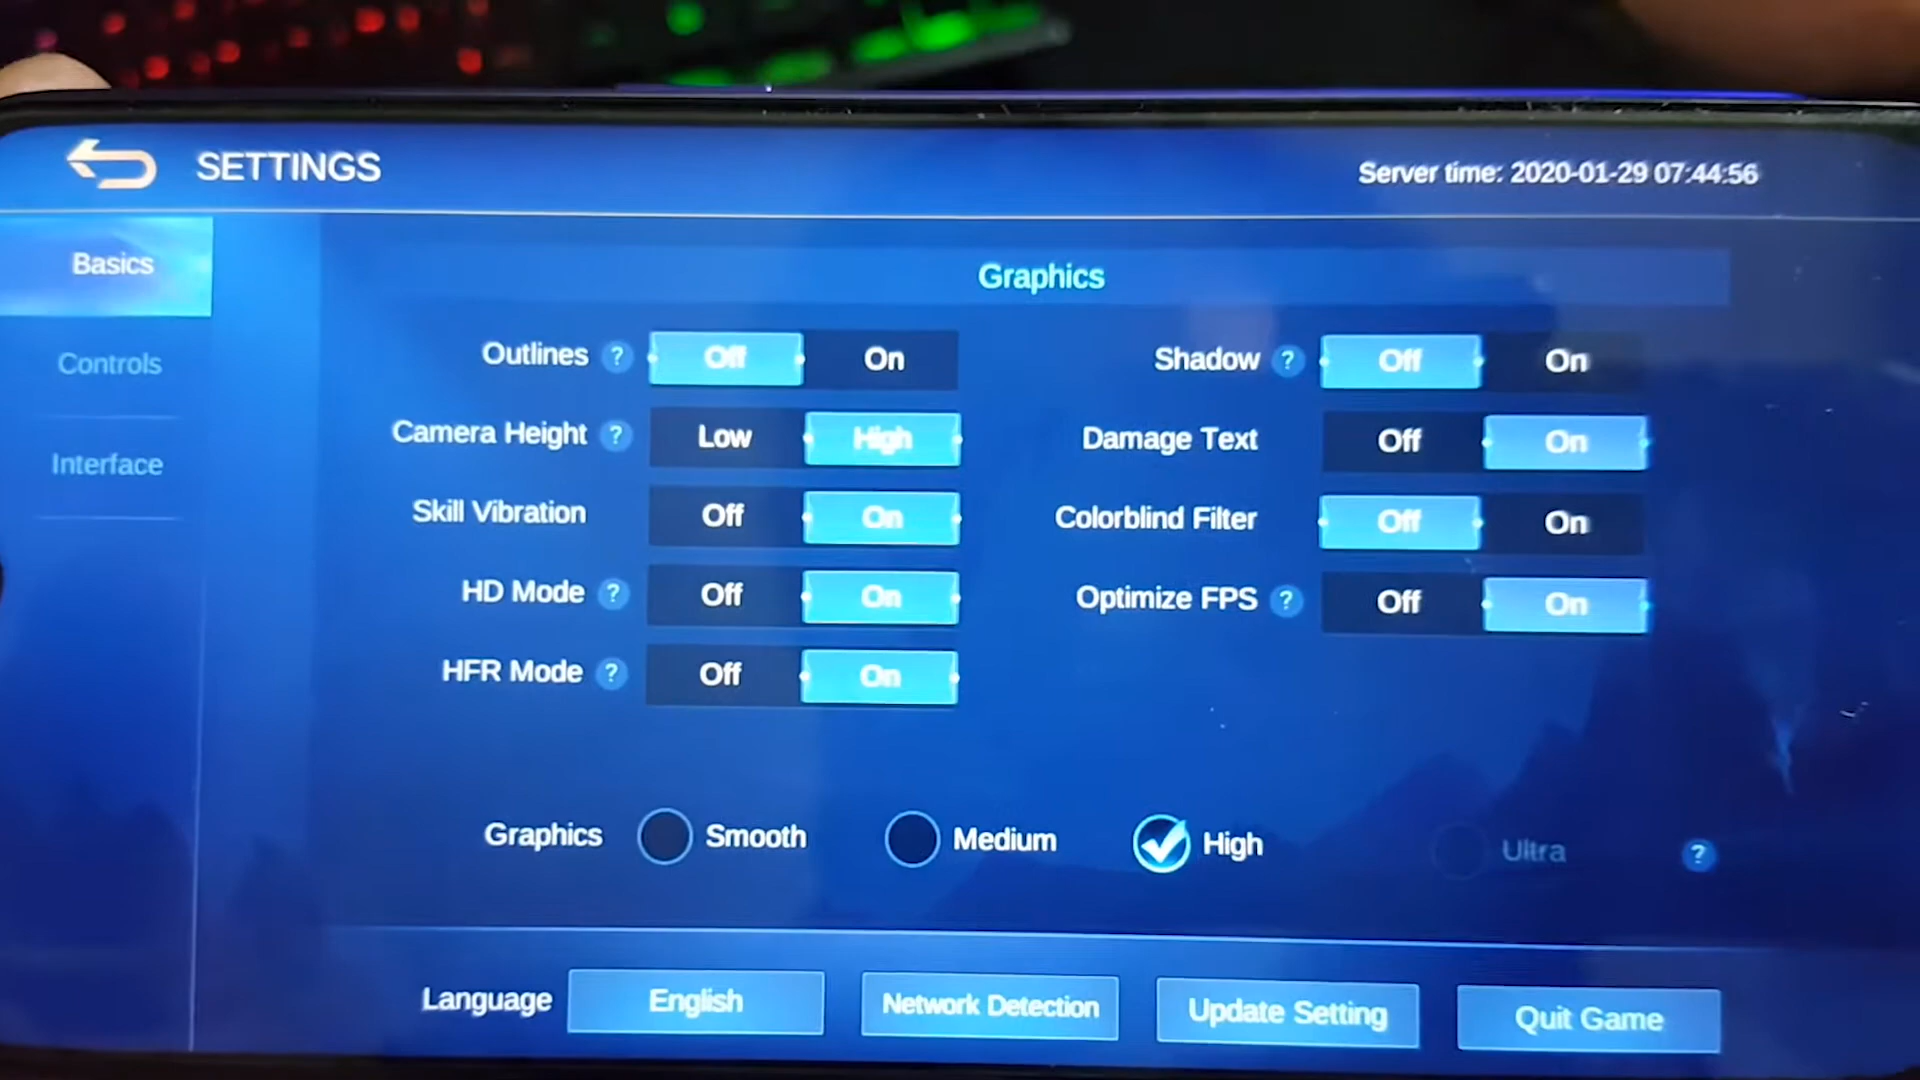 SETTINGS
Server time: 2020-01-29 07:44:56
Basics
Controls
Interface
Graphics
Outlines ? Off On
Shadow ? Off On
Camera Height ? Low High
Damage Text Off On
Skill Vibration Off On
Colorblind Filter Off On
HD Mode ? Off On
Optimize FPS ? Off On
HFR Mode ? Off On
Graphics Smooth Medium High Ultra ?
Language English Network Detection Update Setting Quit Game